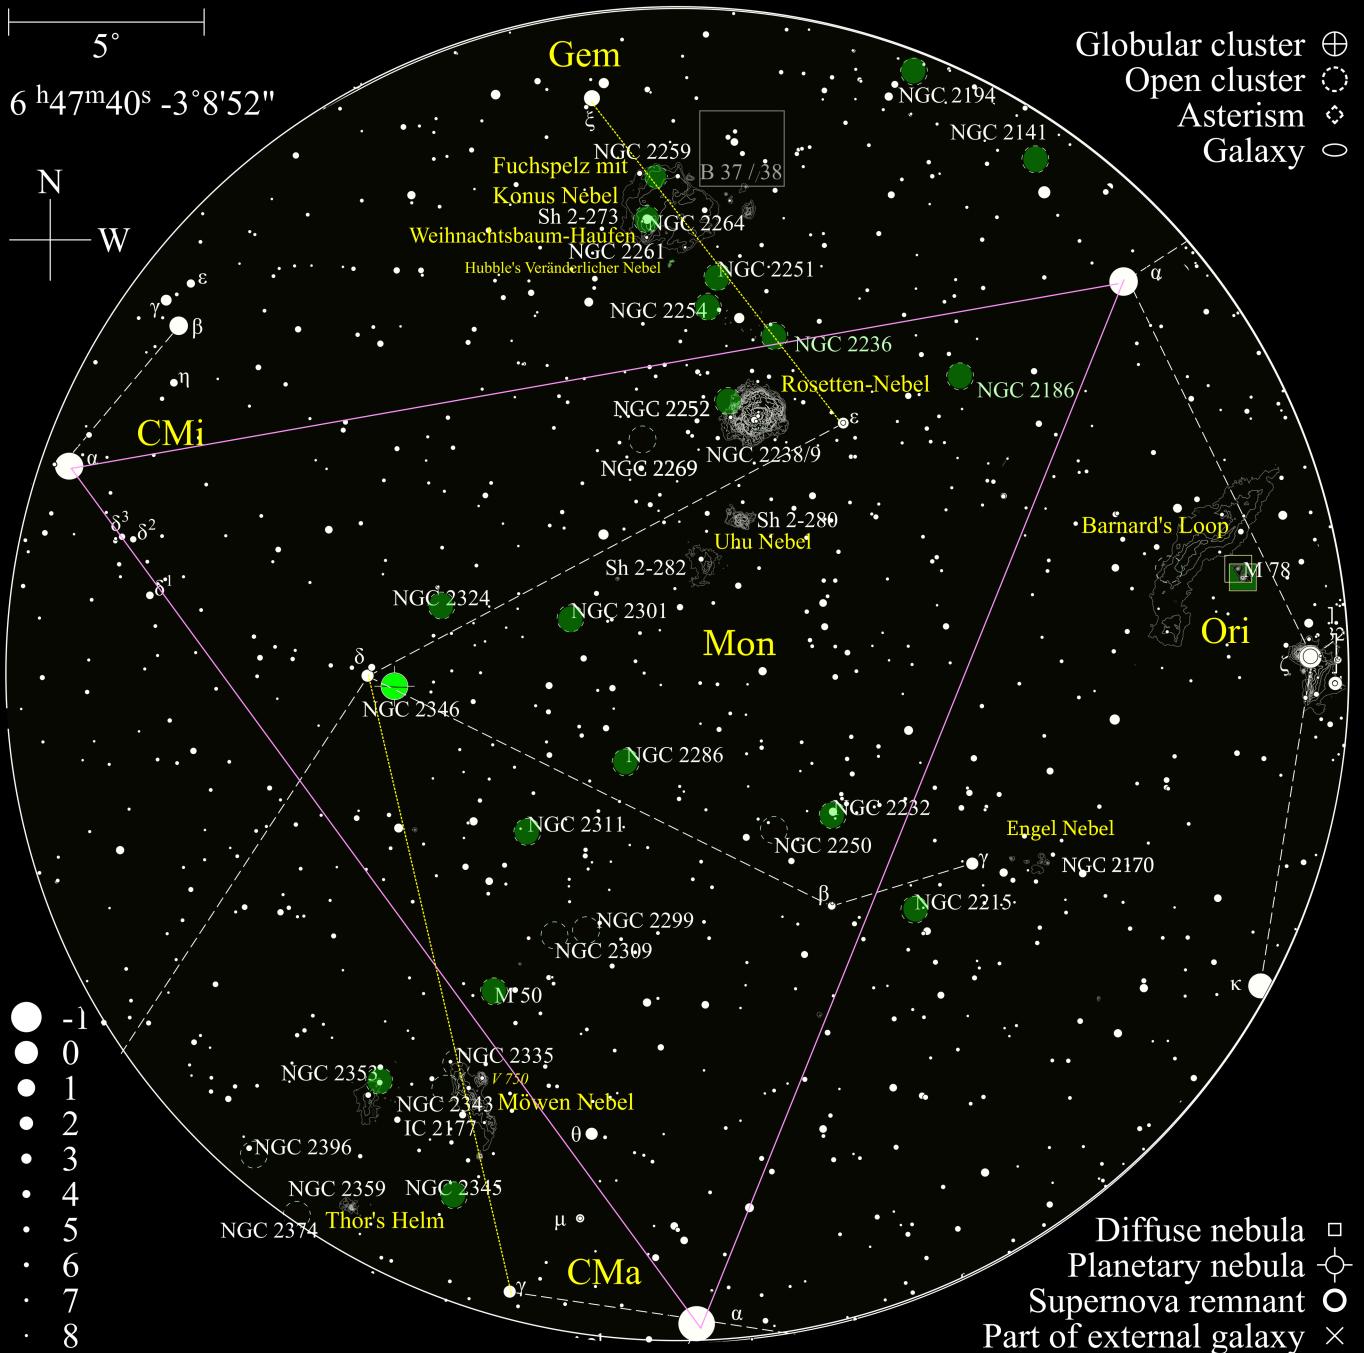 5°
6 h47m40s -3°8'52"
N
W
Globular cluster
Open cluster
Asterism
Galaxy
Gem
ξ
NGC 2194
NGC 2141
NGC 2259
B 37 / /38
Fuchspelz mit
Konus Nebel
Sh 2-273
NGC 2264
Weihnachtsbaum-Haufen
NGC 2261
Hubble's Veränderlicher Nebel
NGC 2251
NGC 2254
NGC 2236
α
ε
γ
β
η
CMi
α
Rosetten-Nebel
NGC 2186
NGC 2252
ε
NGC 2238/9
NGC 2269
δ3
δ2
δ1
Sh 2-280
Uhu Nebel
Sh 2-282
Barnard's Loop
M 78
Ori
NGC 2324
NGC 2301
Mon
δ
NGC 2346
ζ
NGC 2286
NGC 2311
NGC 2232
NGC 2250
Engel Nebel
γ
NGC 2170
β
NGC 2215
NGC 2299
NGC 2309
M 50
κ
NGC 2335
V 750
NGC 2353
NGC 2343
Möwen Nebel
IC 2177
θ
NGC 2396
NGC 2359
NGC 2345
Thor's Helm
NGC 2374
μ
CMa
γ
α
-1
0
1
2
3
4
5
6
7
8
Diffuse nebula
Planetary nebula
Supernova remnant
Part of external galaxy